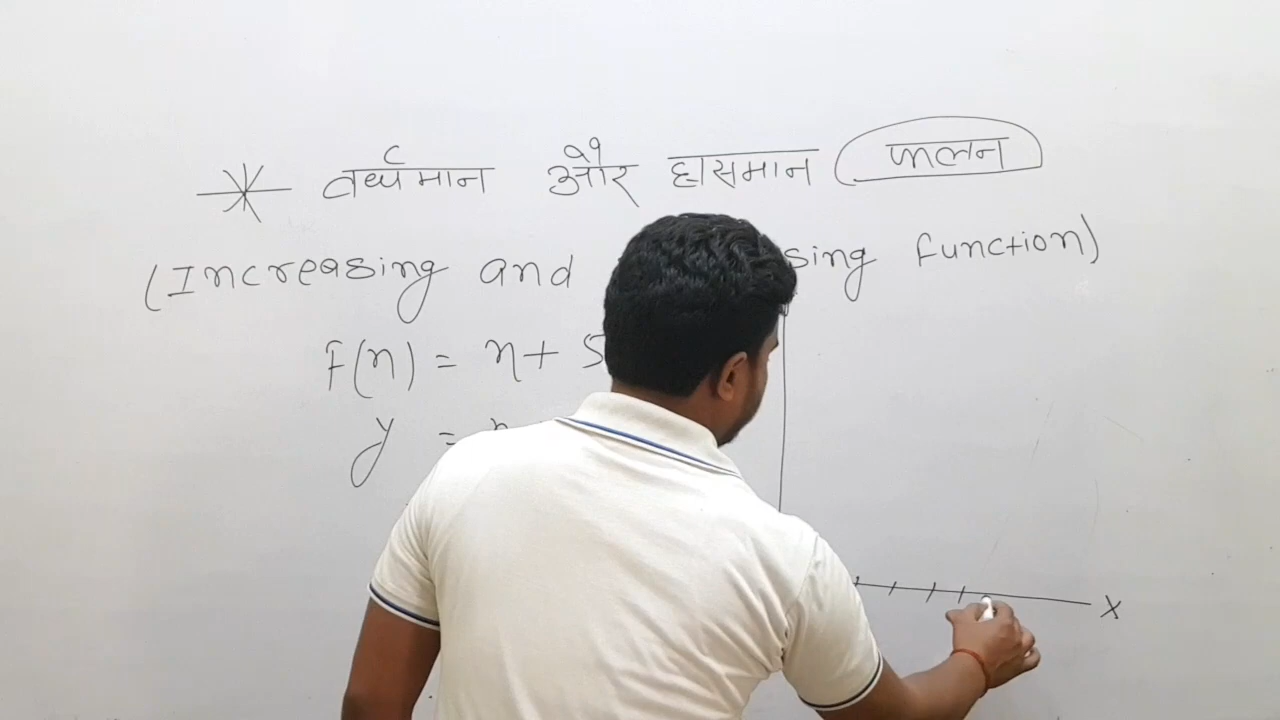 वर्धमान और ह्रासमान फलन
(Increasing and sing function)
F(n) = n + 5
y =
X